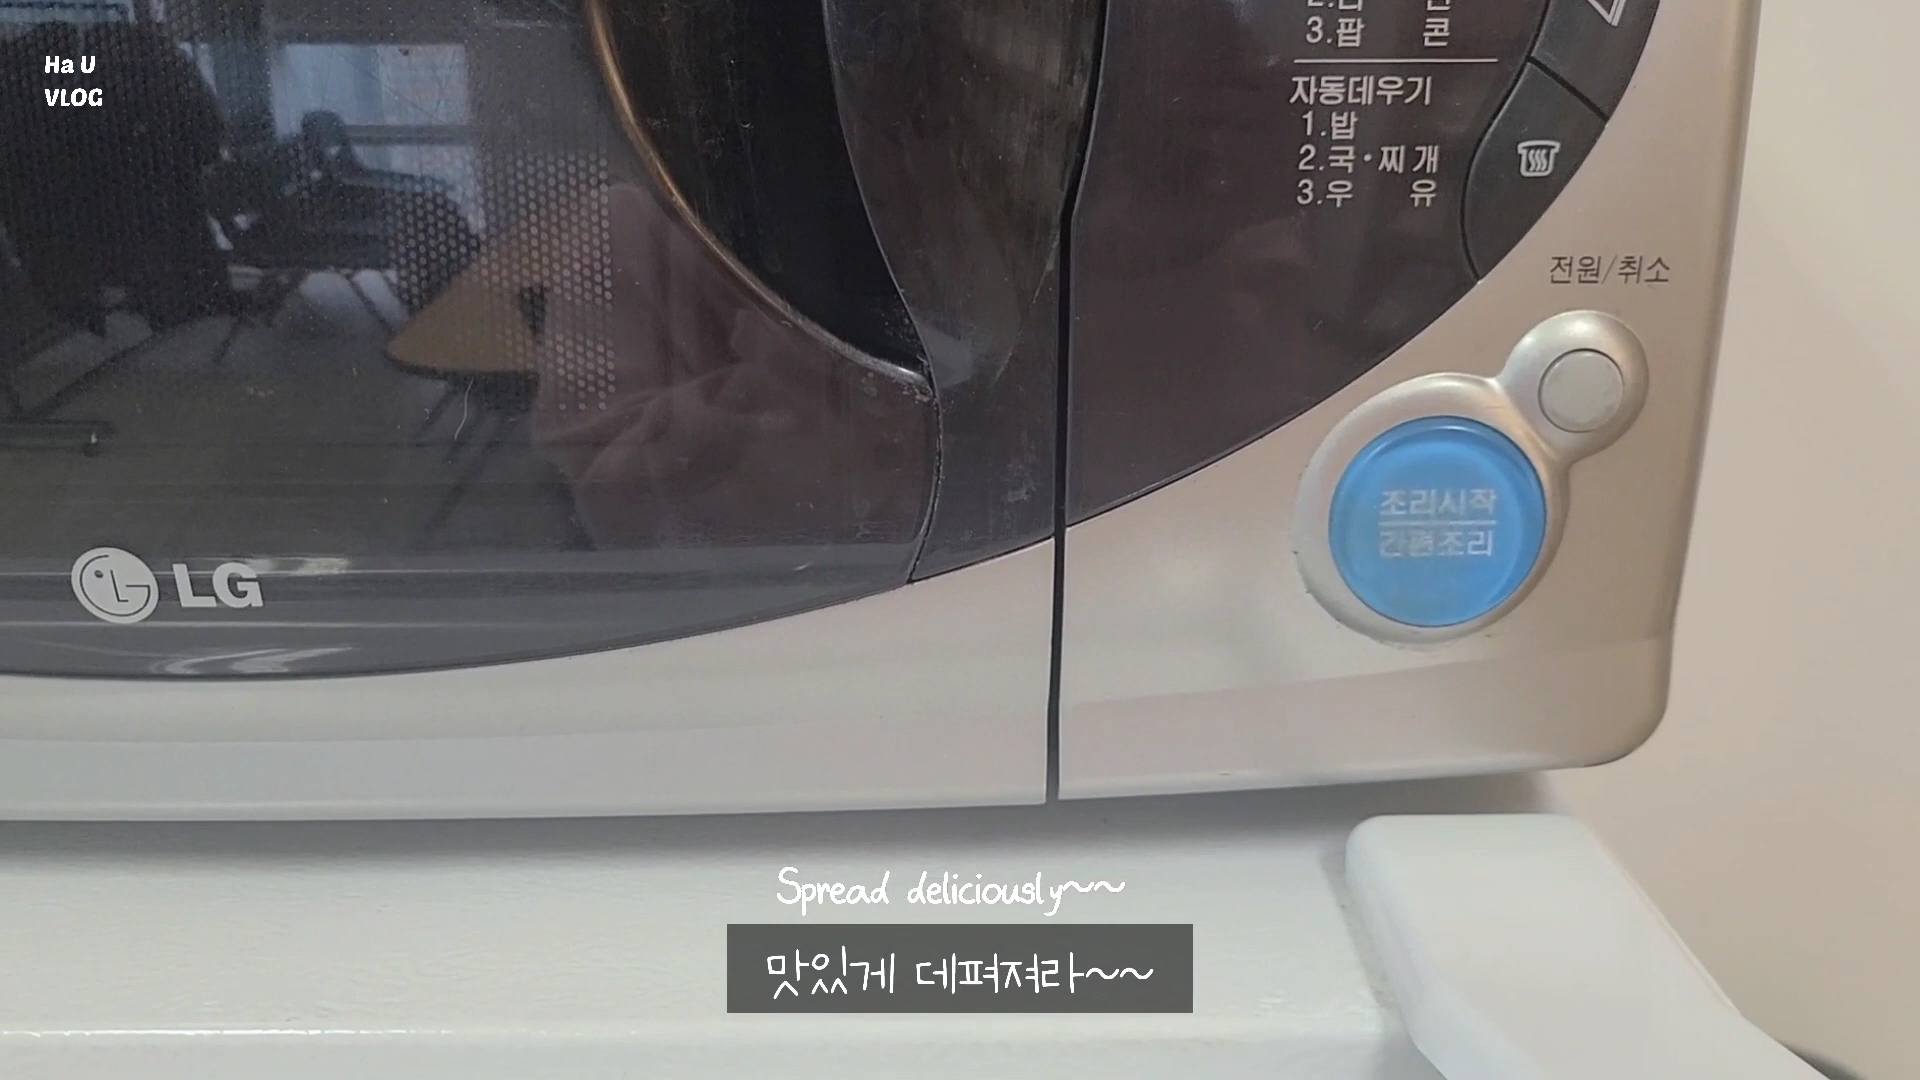 Ha U
VLOG
3.팝 콘
자동데우기
1.밥
2.국·찌개
3.우 유
전원/취소
조리시작
간편조리
LG
Spread deliciously~~
맛있게 데펴져라~~